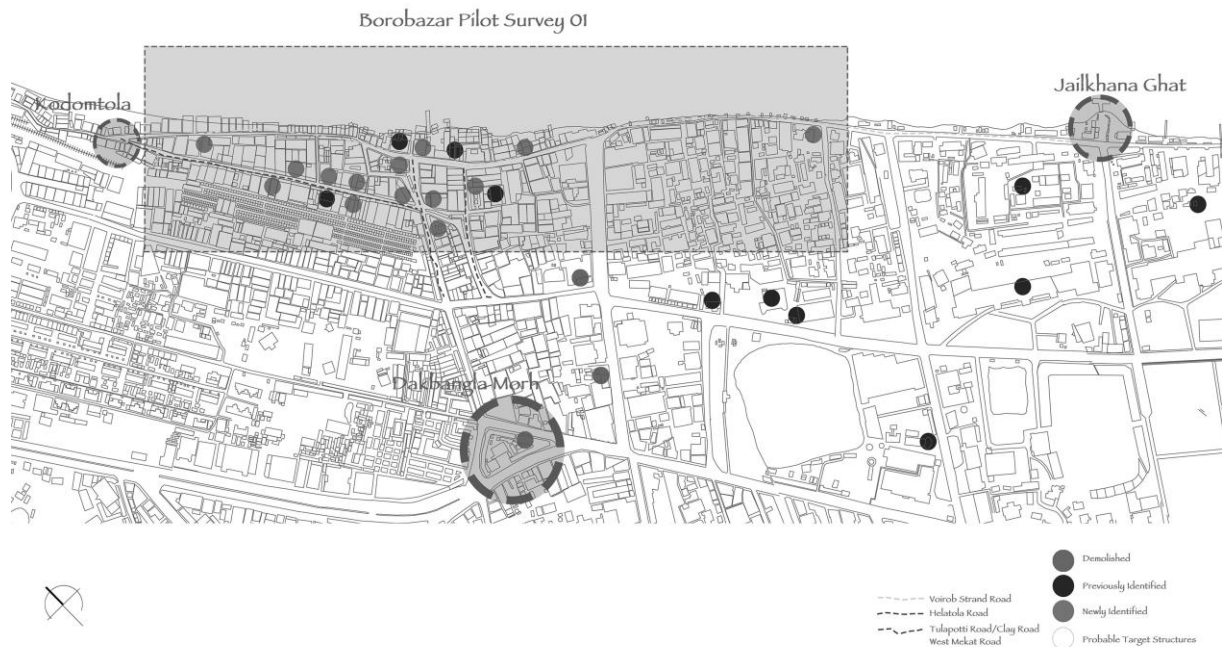 Borobazar Pilot Survey 01
Kodomtola
Jailkhana Ghat
Dakbangla Morh
Voirob Strand Road
Helatola Road
Tulapotti Road/Clay Road
West Mekat Road
Demolished
Previously Identified
Newly Identified
Probable Target Structures